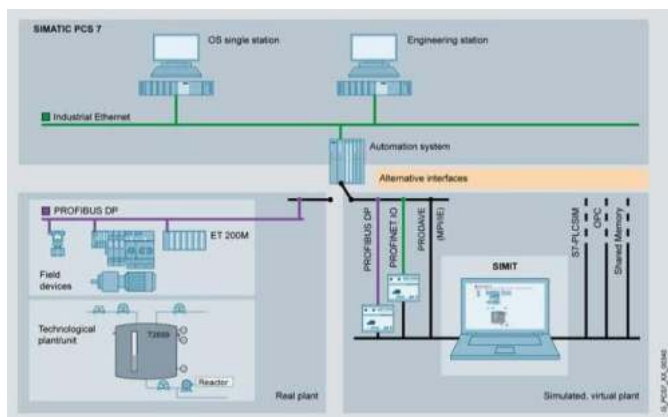 SIMATIC PCS 7
OS single station
Engineering station
Industrial Ethernet
Automation system
Alternative interfaces
PROFIBUS DP
ET 200M
Field
devices
Technological
plant/unit
Reactor
Real plant
PROFIBUS DP
PROFINET IO
PRODAVE
(MPI/IE)
SIMIT
S7-PLCSIM
OPC
Shared Memory
Simulated, virtual plant